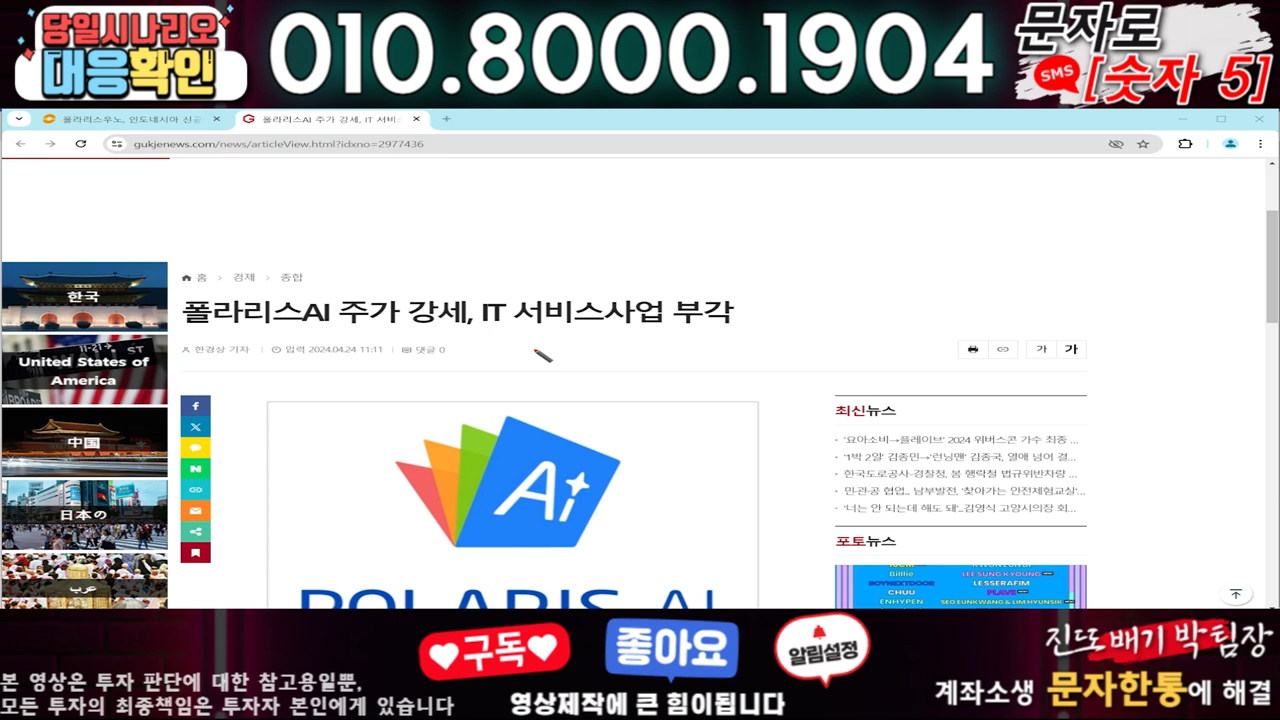 당일시나리오
대응확인
010.8000.1904
문자로
SMS
[숫자 5]
폴라리스우노, 인도네시아 신공
폴라리스AI 주가 강세, IT 서비스
gukjenews.com/news/articleView.html?idxno=2977436
홈 > 경제 > 종합
폴라리스AI 주가 강세, IT 서비스사업 부각
한경상 기자 | 입력 2024.04.24 11:11 | 댓글 0
가 가
한국
United States of
America
中国
日本の
عرب
Ai
POLARIS AI
최신뉴스
'요아소비→플레이브' 2024 위버스콘 가수 최종 ...
'1박 2일' 김종민→'런닝맨' 김종국, 열애 넘어 결...
한국도로공사-경찰청, 봄 행락철 법규위반차량 ...
민·관·공 협업... 남부발전, '찾아가는 안전체험교실'...
'너는 안 되는데 해도 돼'...김영식 고양시의장 회...
포토뉴스
Billlie
LEE SUNG KYOUNG
BOYNEXTDOOR
LESSERAFIM
CHUU
PLAVE
ENHYPEN
SEO EUNKWANG & LIM HYUNSIK
본 영상은 투자 판단에 대한 참고용일뿐,
모든 투자의 최종책임은 투자자 본인에게 있습니다
구독
좋아요
알림설정
영상제작에 큰 힘이됩니다
진또배기 박팀장
계좌소생 문자한통에 해결